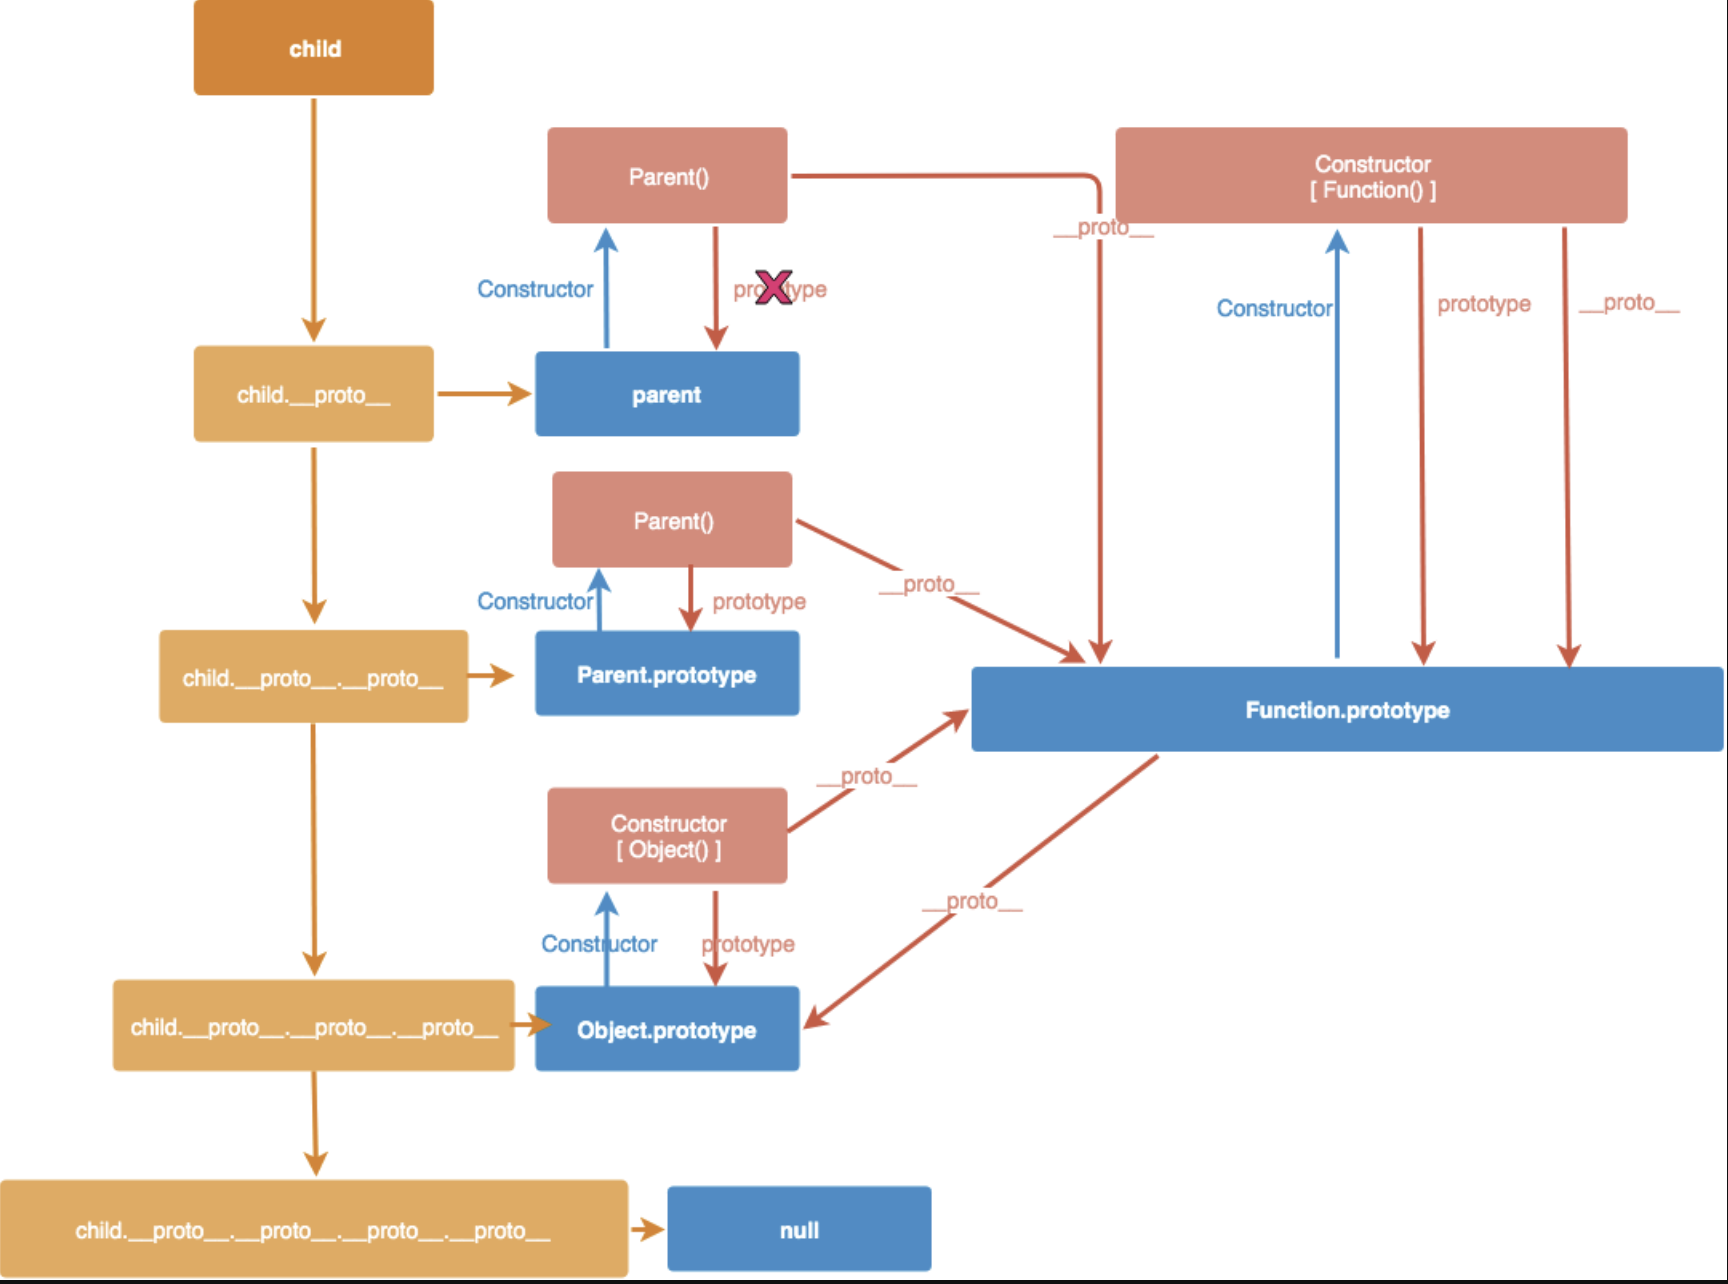 child
Parent()
Constructor
[ Function() ]
__proto__
Constructor
prototype
Constructor
prototype
__proto__
child.__proto__
parent
Parent()
__proto__
Constructor
prototype
child.__proto__.__proto__
Parent.prototype
Function.prototype
__proto__
Constructor
[ Object() ]
__proto__
Constructor
prototype
child.__proto__.__proto__.__proto__
Object.prototype
child.__proto__.__proto__.__proto__.__proto__
null